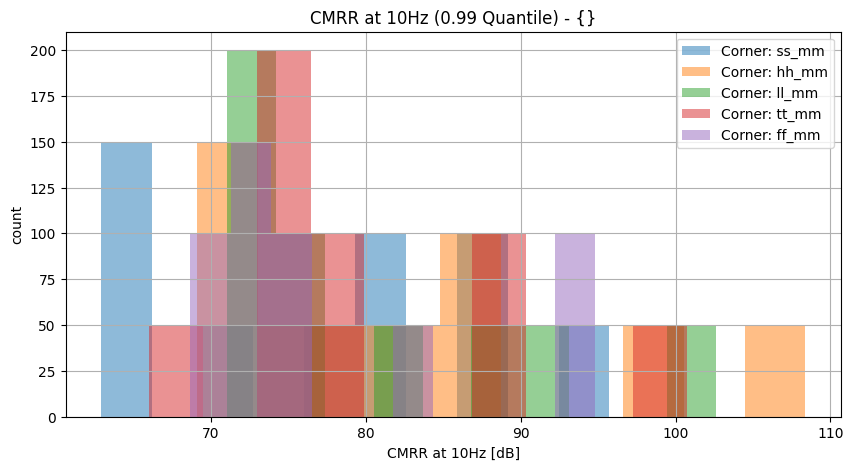 CMRR at 10Hz (0.99 Quantile) - {}
Corner: ss_mm
Corner: hh_mm
Corner: ll_mm
Corner: tt_mm
Corner: ff_mm
200
175
150
125
100
75
50
25
0
count
70 80 90 100 110
CMRR at 10Hz [dB]